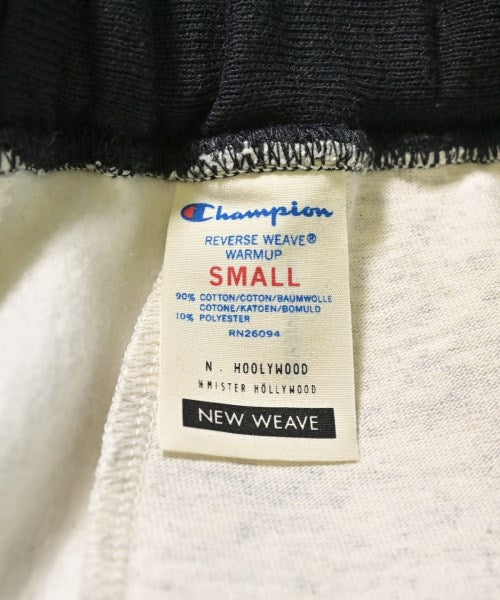 Champion
REVERSE WEAVE®
WARMUP
SMALL
90% COTTON/COTON/BAUMWOLLE
COTONE/KATOEN/BOMULD
10% POLYESTER
RN26094
N. HOOLYWOOD
℀MISTER HÖLLYWOOD
NEW WEAVE